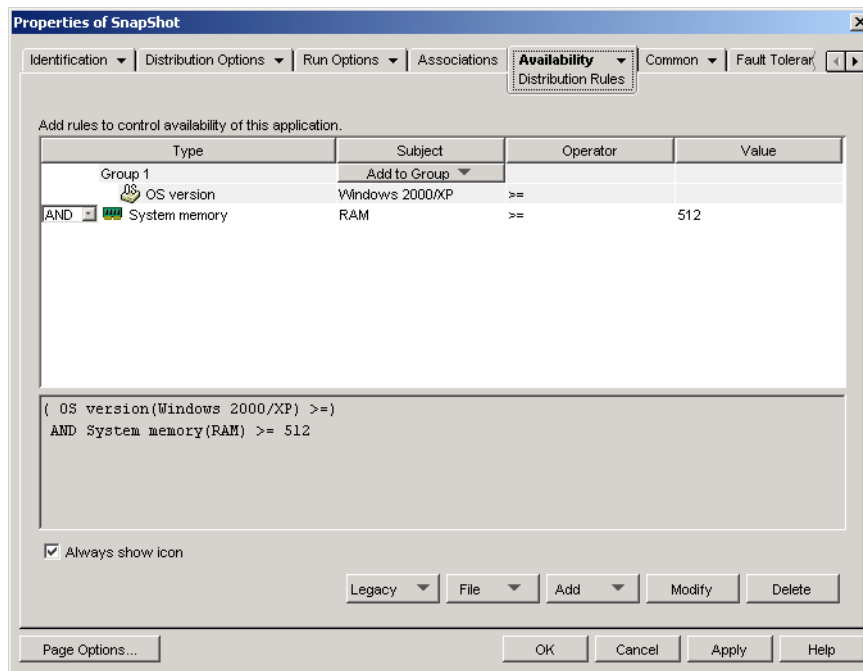 Properties of SnapShot
Identification Distribution Options Run Options Associations Availability Common Fault Toleran
Distribution Rules
Add rules to control availability of this application.
Type Subject Operator Value
Group 1 Add to Group
OS OS version Windows 2000/XP >=
AND System memory RAM >= 512
( OS version(Windows 2000/XP) >=)
AND System memory(RAM) >= 512
Always show icon
Legacy File Add Modify Delete
Page Options... OK Cancel Apply Help